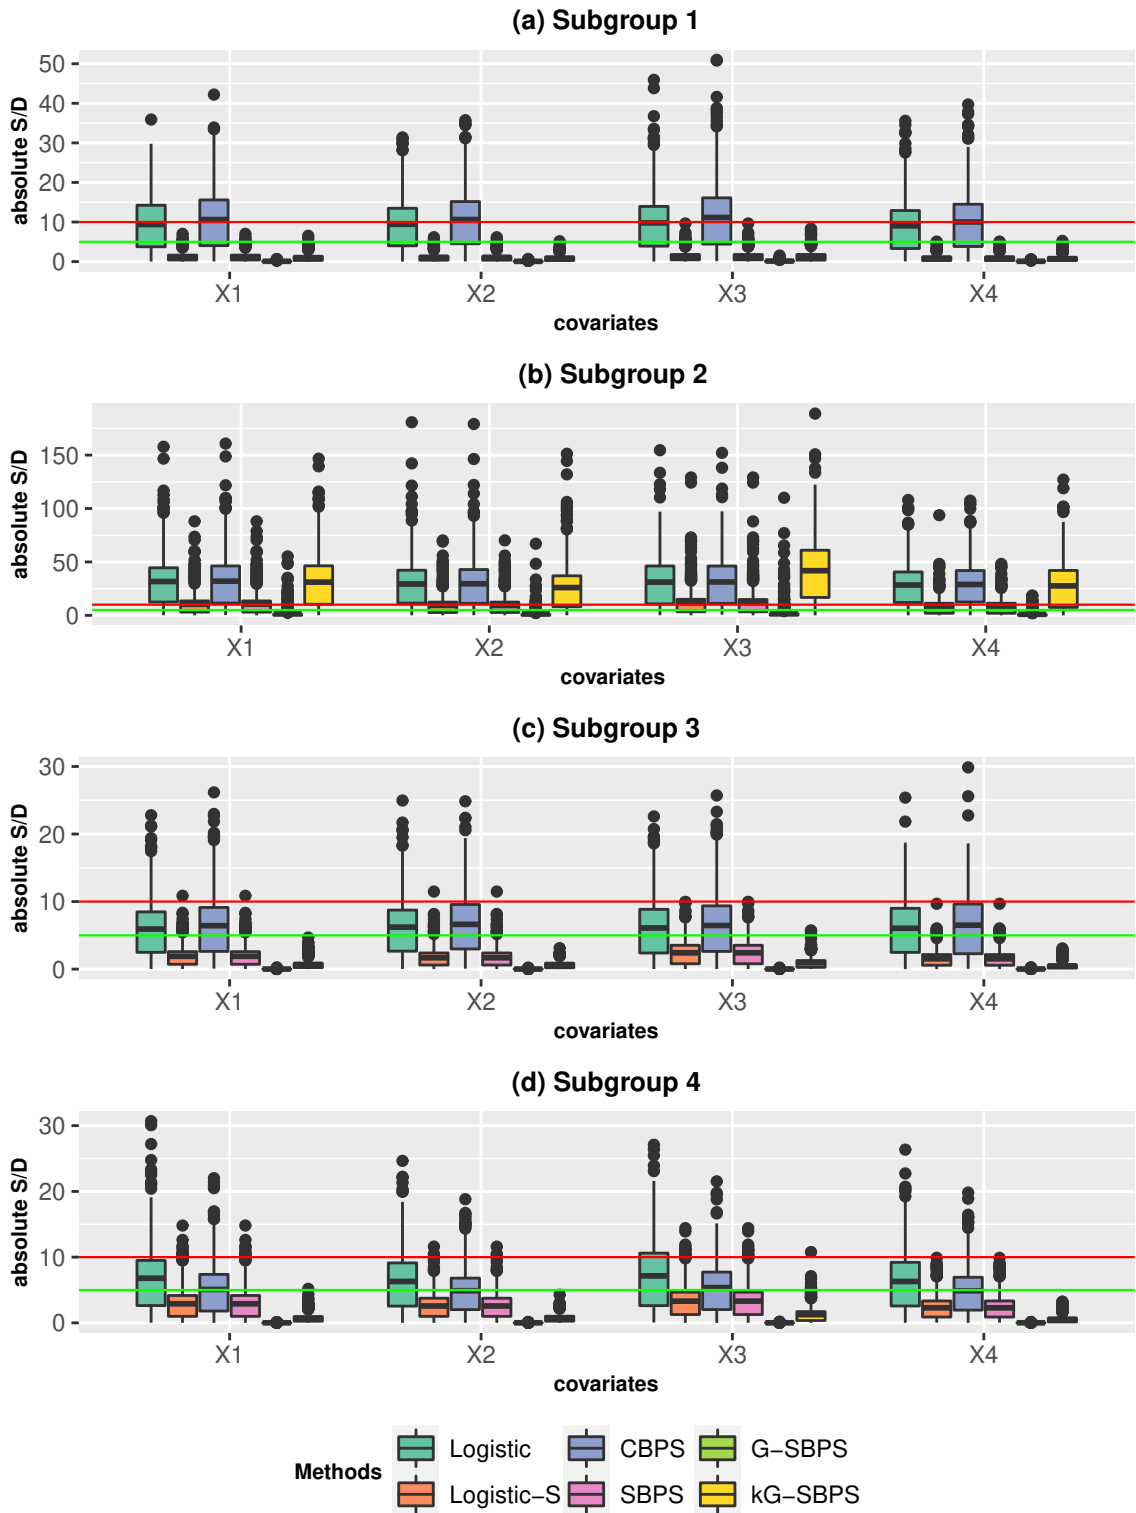 (a) Subgroup 1
absolute S/D
50
40
30
20
10
0
X1 X2 X3 X4
covariates
(b) Subgroup 2
absolute S/D
150
100
50
0
X1 X2 X3 X4
covariates
(c) Subgroup 3
absolute S/D
30
20
10
0
X1 X2 X3 X4
covariates
(d) Subgroup 4
absolute S/D
30
20
10
0
X1 X2 X3 X4
covariates
Methods
Logistic CBPS G−SBPS
Logistic−S SBPS kG−SBPS